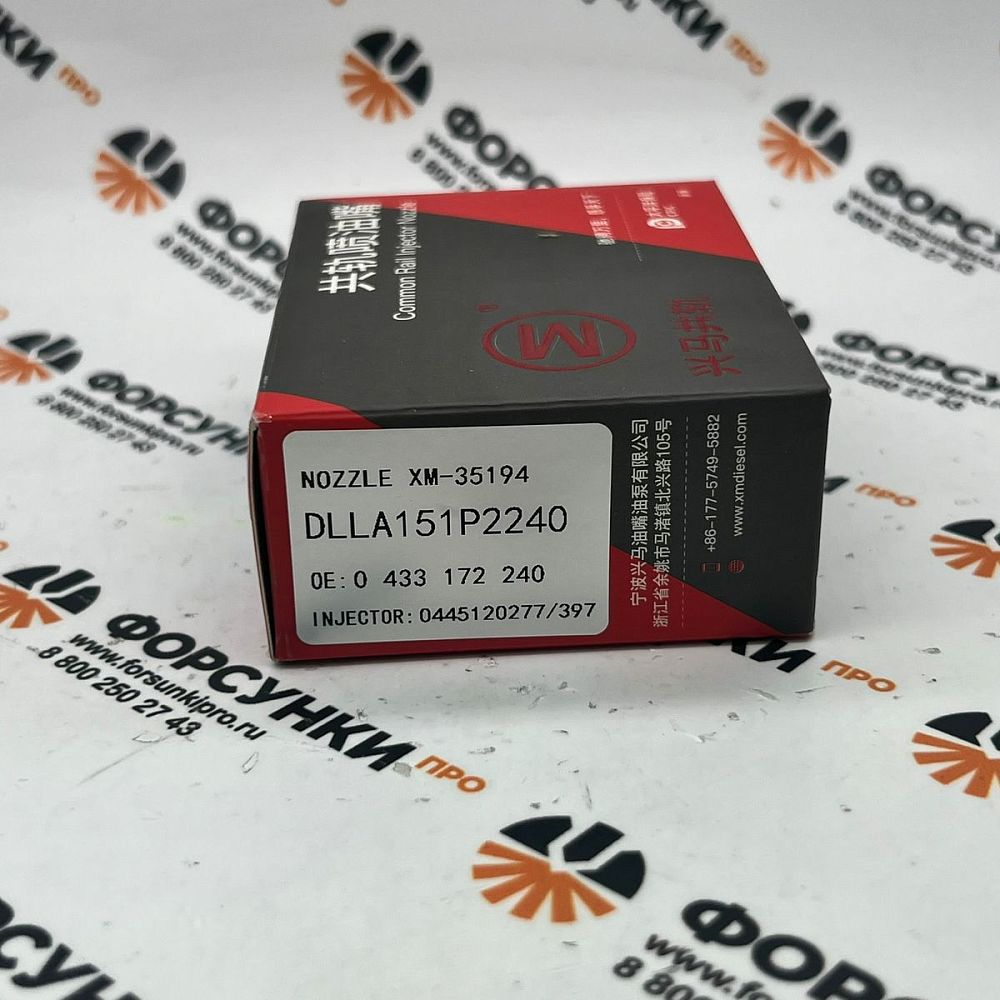 共轨喷油嘴
Common Rail Injector Nozzle
M
®
兴马共轨
NOZZLE XM-35194
DLLA151P2240
OE:0 433 172 240
INJECTOR:0445120277/397
宁波兴马油嘴油泵有限公司
浙江省余姚市马渚镇北兴路105号
+86-177-5749-5882
www.xmdiesel.com
ФОРСУНКИ ПРО
www.forsunkipro.ru
8 800 250 27 43